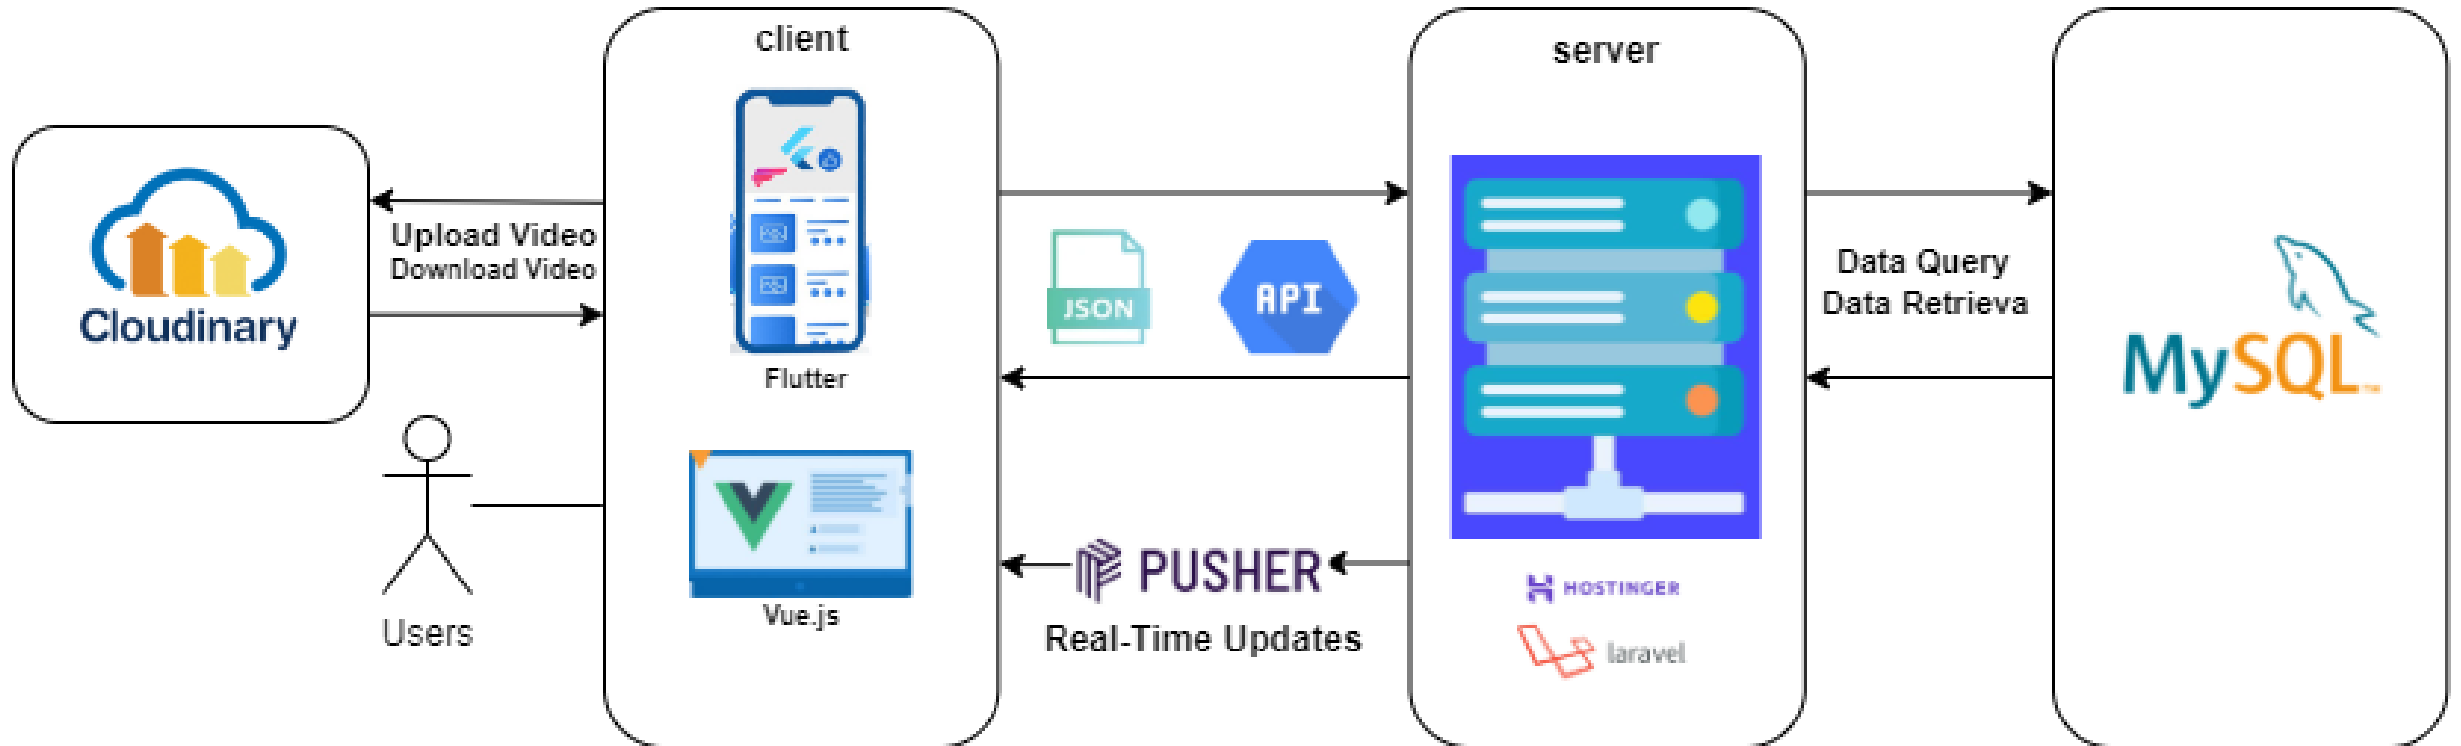 client
server
Upload Video
Download Video
Cloudinary
Flutter
JSON
API
Data Query
Data Retrieva
MySQL™
Users
Vue.js
PUSHER
Real-Time Updates
HOSTINGER
laravel